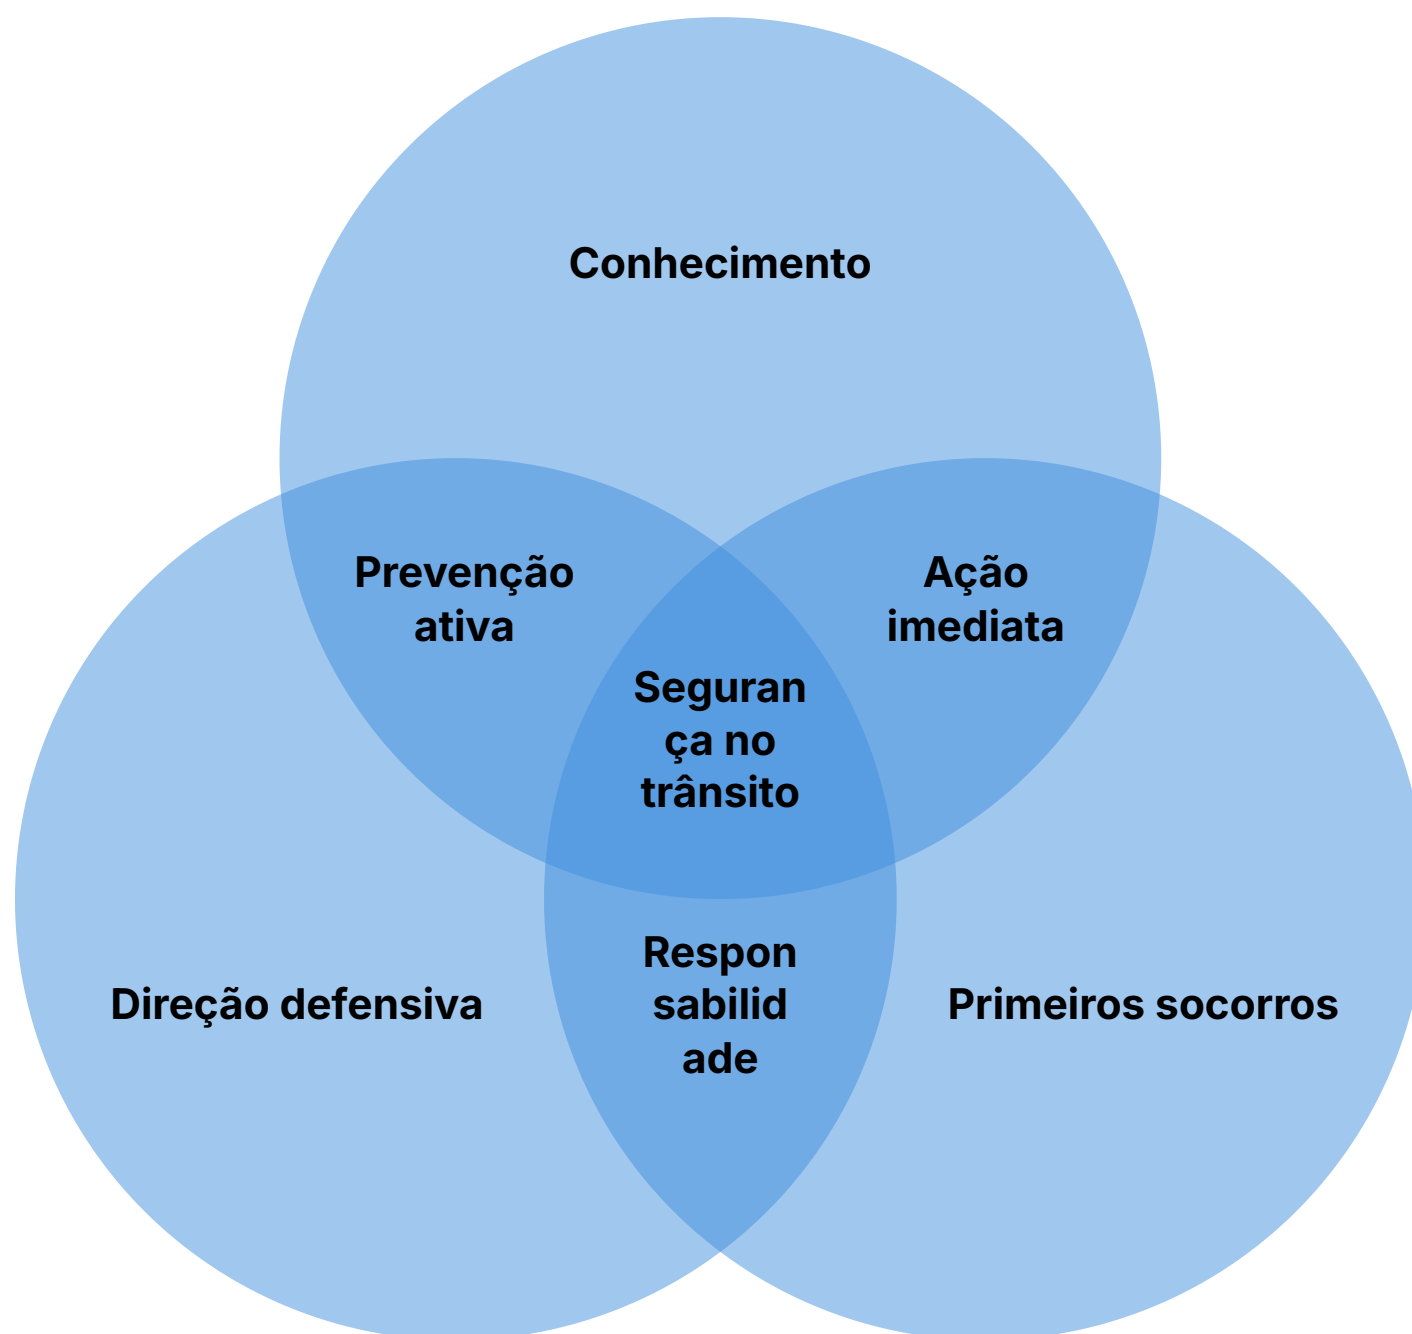 Conhecimento
Prevenção
ativa
Ação
imediata
Seguran
ça no
trânsito
Direção defensiva
Respon
sabilid
ade
Primeiros socorros